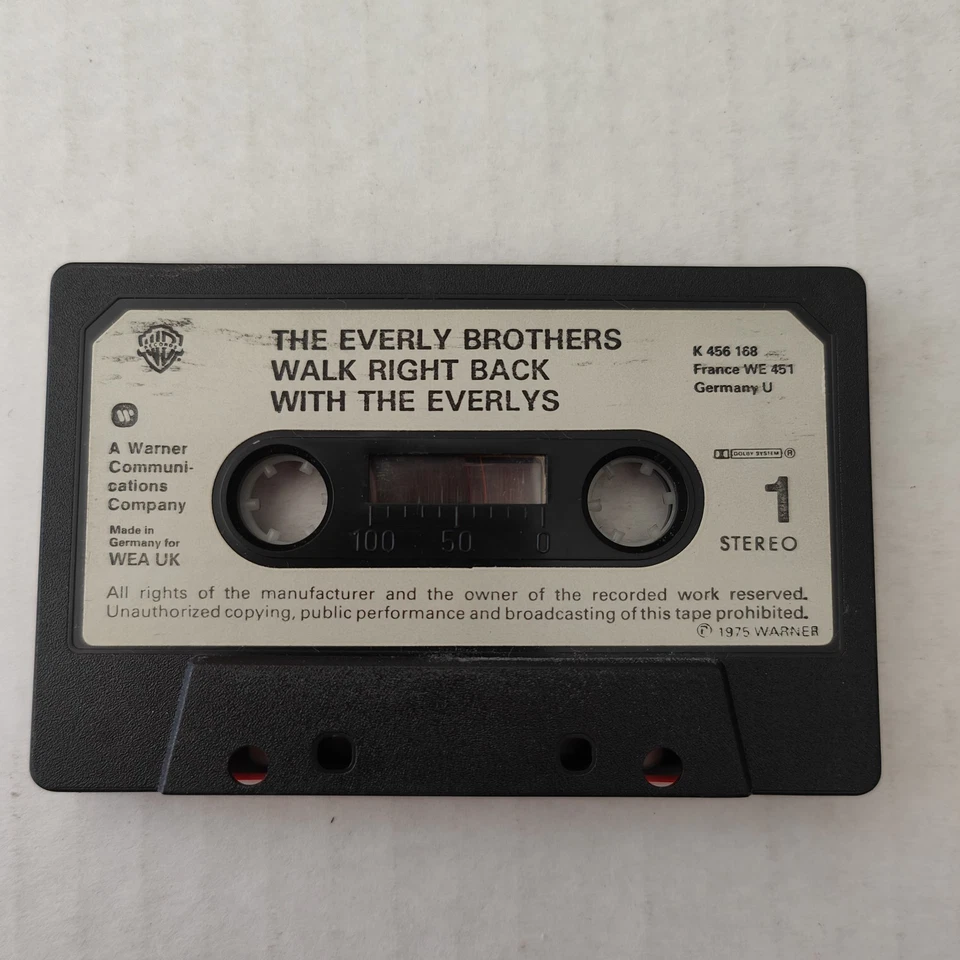 THE EVERLY BROTHERS
WALK RIGHT BACK
WITH THE EVERLYS
K 456 168
France WE 451
Germany U
RECORDS
A Warner
Communi-
cations
Company
Made in
Germany for
WEA UK
DOLBY SYSTEM ®
1
STEREO
100 50 0
All rights of the manufacturer and the owner of the recorded work reserved.
Unauthorized copying, public performance and broadcasting of this tape prohibited.
℗ 1975 WARNER